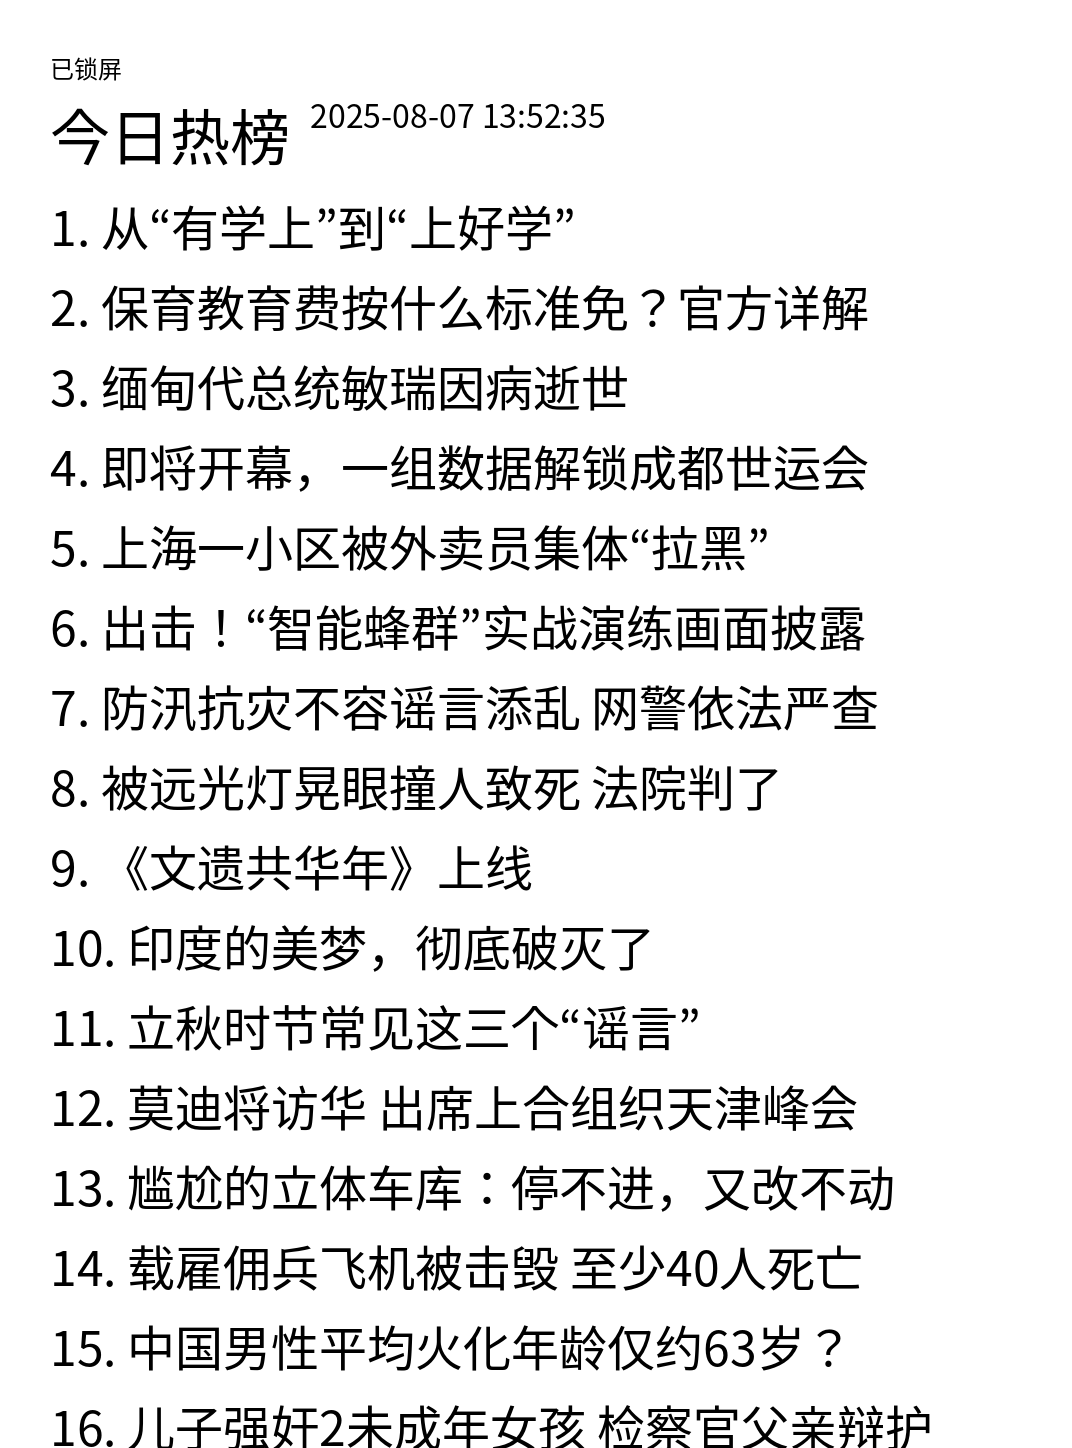 已锁屏
今日热榜 2025-08-07 13:52:35
1. 从“有学上”到“上好学”
2. 保育教育费按什么标准免？官方详解
3. 缅甸代总统敏瑞因病逝世
4. 即将开幕，一组数据解锁成都世运会
5. 上海一小区被外卖员集体“拉黑”
6. 出击！“智能蜂群”实战演练画面披露
7. 防汛抗灾不容谣言添乱 网警依法严查
8. 被远光灯晃眼撞人致死 法院判了
9. 《文遗共华年》上线
10. 印度的美梦，彻底破灭了
11. 立秋时节常见这三个“谣言”
12. 莫迪将访华 出席上合组织天津峰会
13. 尴尬的立体车库：停不进，又改不动
14. 载雇佣兵飞机被击毁 至少40人死亡
15. 中国男性平均火化年龄仅约63岁？
16. 儿子强奸2未成年女孩 检察官父亲辩护